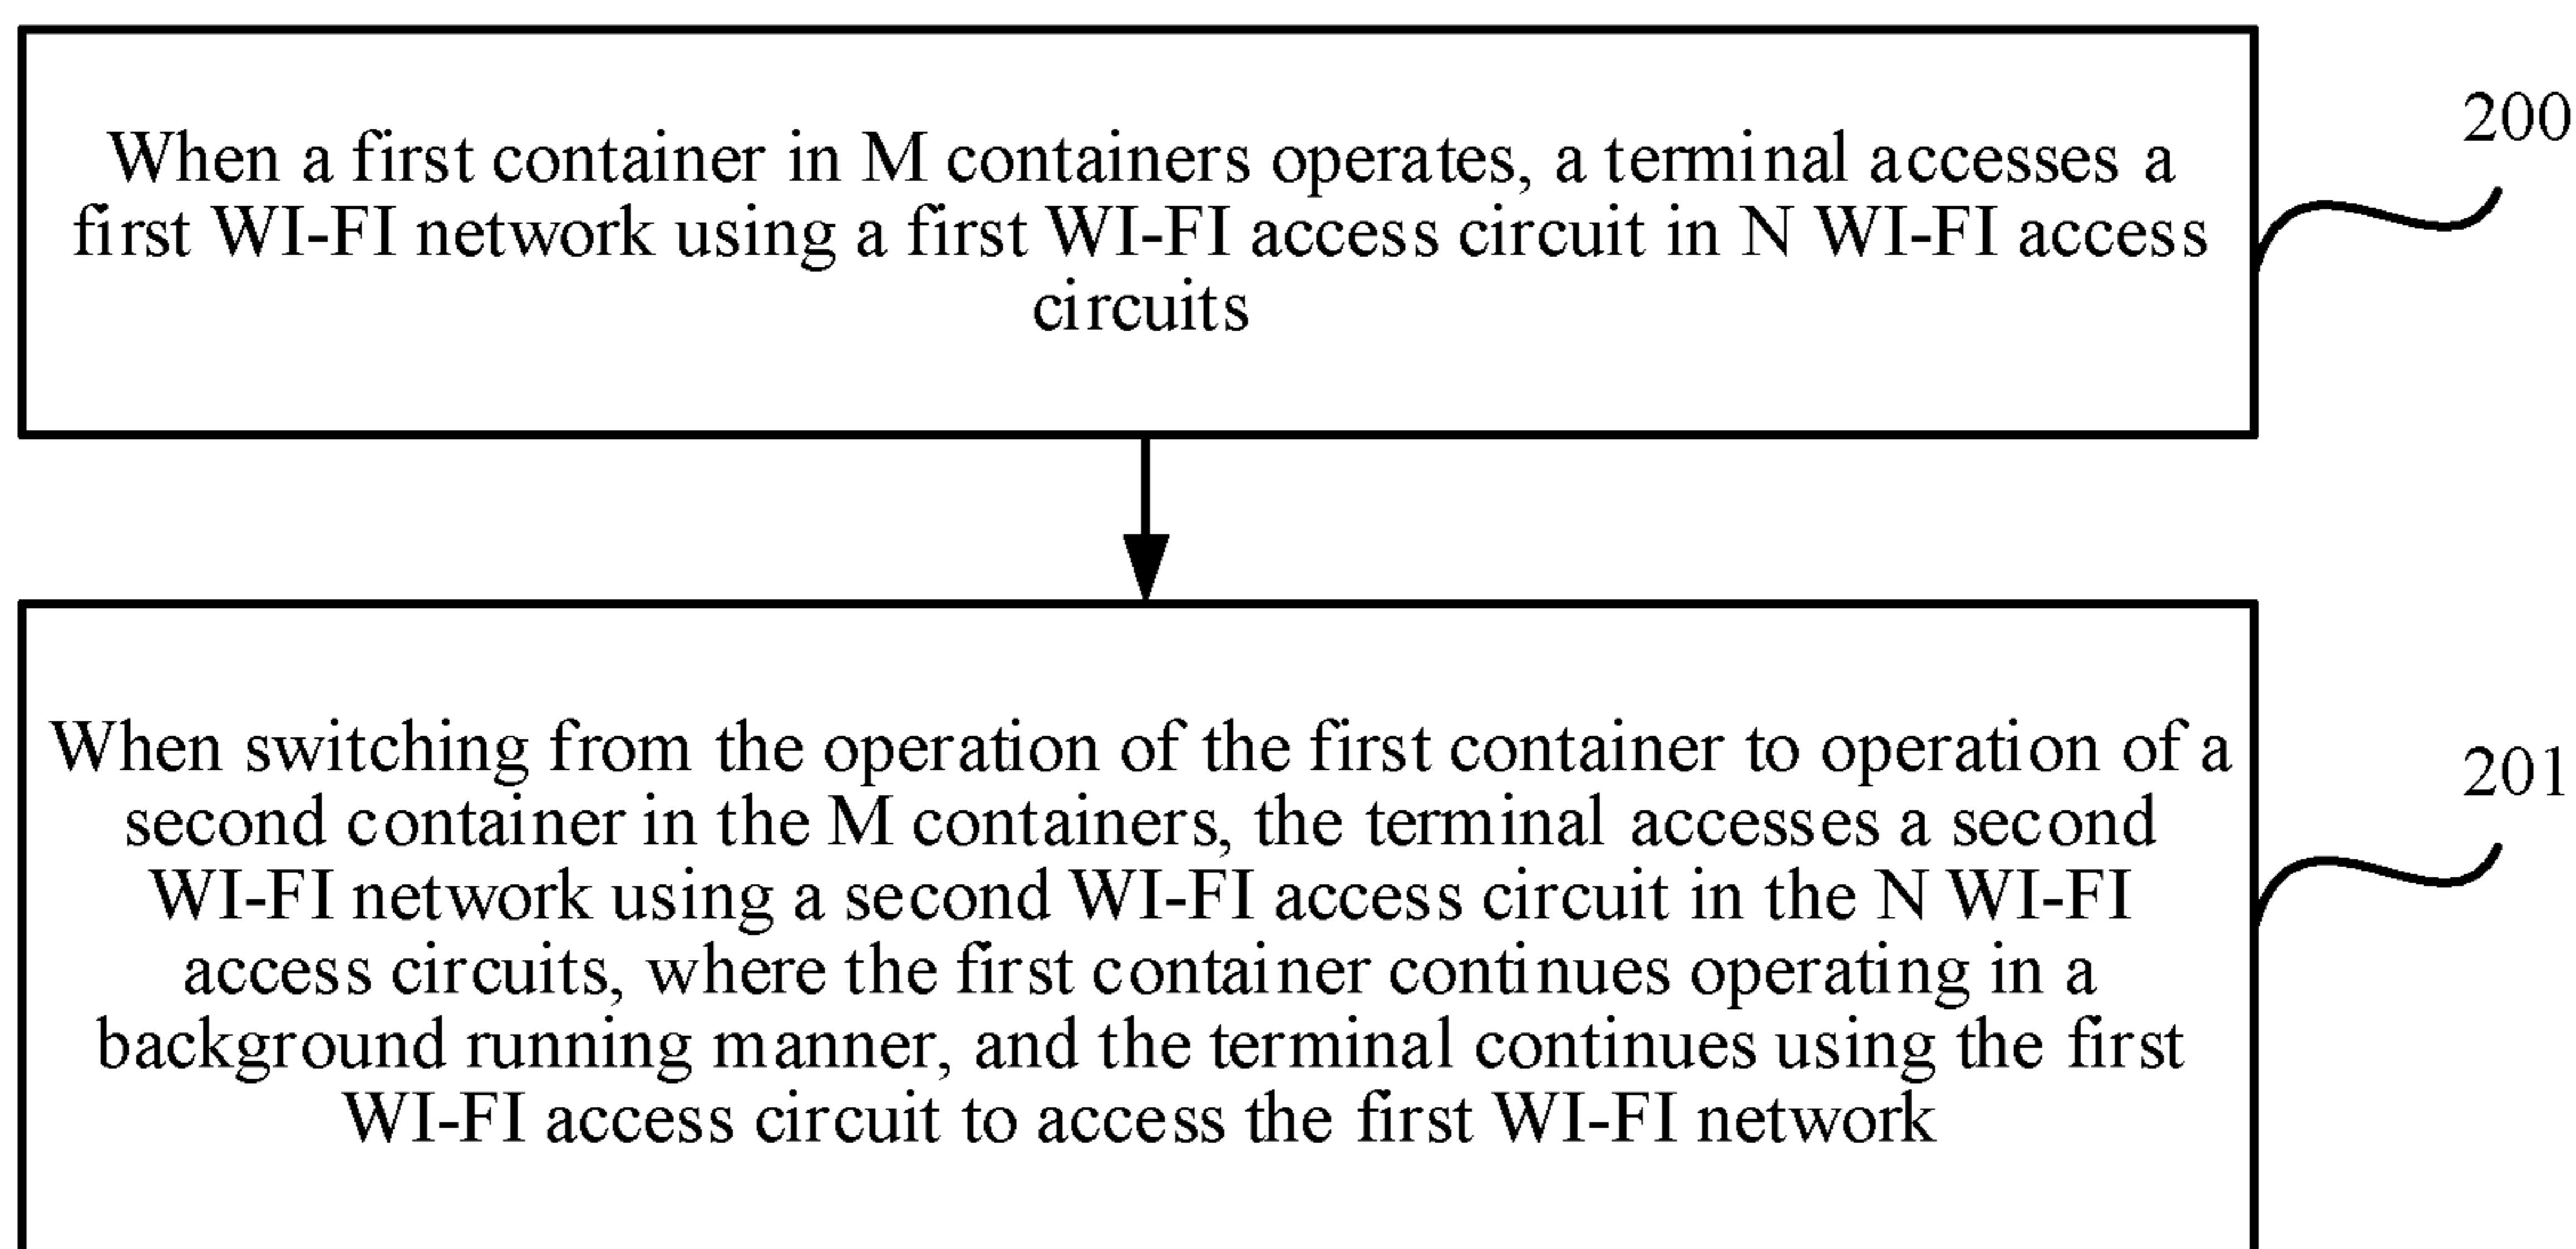 When a first container in M containers operates, a terminal accesses a
first WI-FI network using a first WI-FI access circuit in N WI-FI access
circuits
200
When switching from the operation of the first container to operation of a
second container in the M containers, the terminal accesses a second
WI-FI network using a second WI-FI access circuit in the N WI-FI
access circuits, where the first container continues operating in a
background running manner, and the terminal continues using the first
WI-FI access circuit to access the first WI-FI network
201